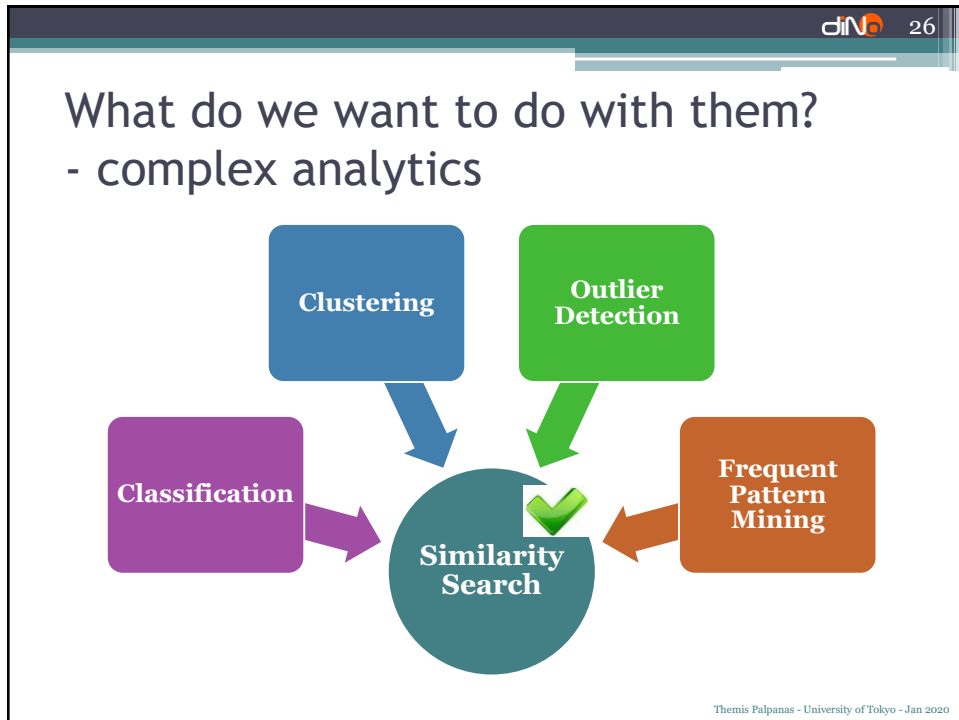 diNo 26
What do we want to do with them?
- complex analytics
Clustering
Outlier
Detection
Classification
Frequent
Pattern
Mining
Similarity
Search
Themis Palpanas - University of Tokyo - Jan 2020